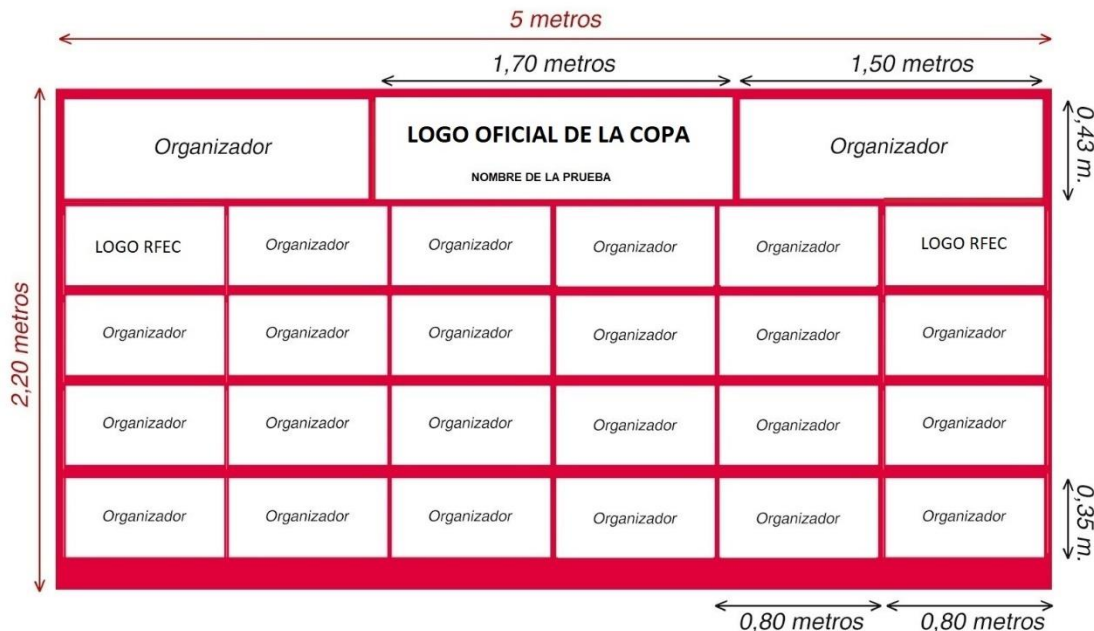 5 metros
1,70 metros
1,50 metros
Organizador
LOGO OFICIAL DE LA COPA
NOMBRE DE LA PRUEBA
Organizador
0,43 m.
2,20 metros
LOGO RFEC Organizador Organizador Organizador Organizador LOGO RFEC
Organizador Organizador Organizador Organizador Organizador Organizador
Organizador Organizador Organizador Organizador Organizador Organizador
Organizador Organizador Organizador Organizador Organizador Organizador
0,35 m.
0,80 metros
0,80 metros